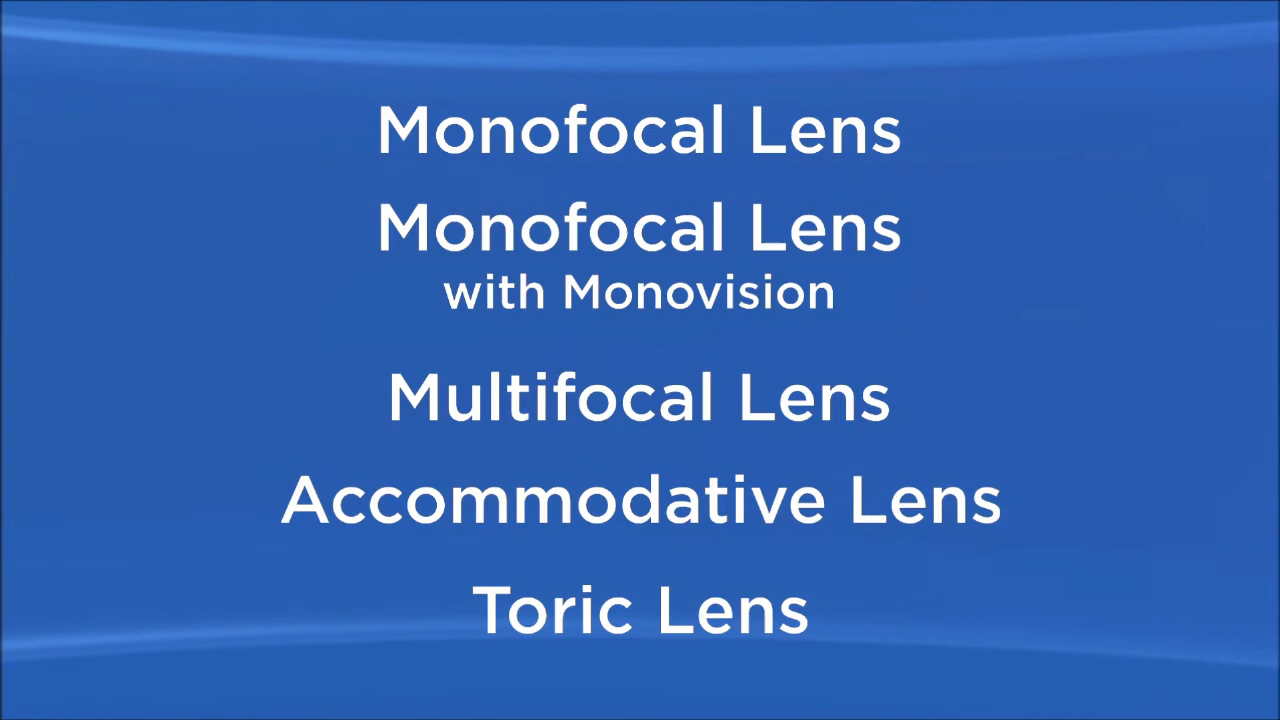 Monofocal Lens
Monofocal Lens
with Monovision
Multifocal Lens
Accommodative Lens
Toric Lens